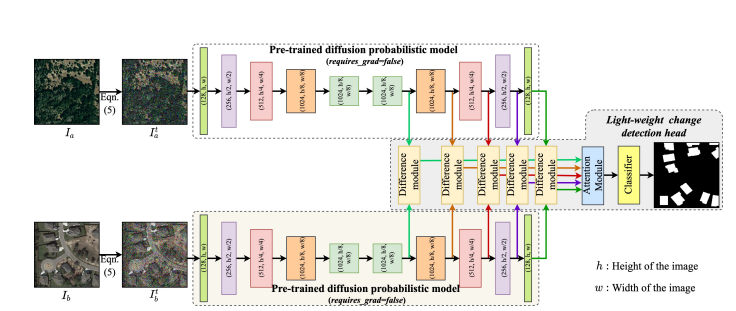 Pre-trained diffusion probabilistic model
(requires_grad=false)
(128, h, w)
(256, h/2, w/2)
(512, h/4, w/4)
(1024, h/8, w/8)
(1024, h/8,
w/8)
(1024, h/8,
w/8)
(1024, h/8, w/8)
(512, h/4, w/4)
(256, h/2, w/2)
(128, h, w)
Eqn.
(5)
I_a
I_a^t
Light-weight change
detection head
Difference
module
Difference
module
Difference
module
Difference
module
Difference
module
Attention
Module
Classifier
(128, h, w)
(256, h/2, w/2)
(512, h/4, w/4)
(1024, h/8, w/8)
(1024, h/8,
w/8)
(1024, h/8,
w/8)
(1024, h/8, w/8)
(512, h/4, w/4)
(256, h/2, w/2)
(128, h, w)
Eqn.
(5)
I_b
I_b^t
Pre-trained diffusion probabilistic model
(requires_grad=false)
h : Height of the image
w : Width of the image